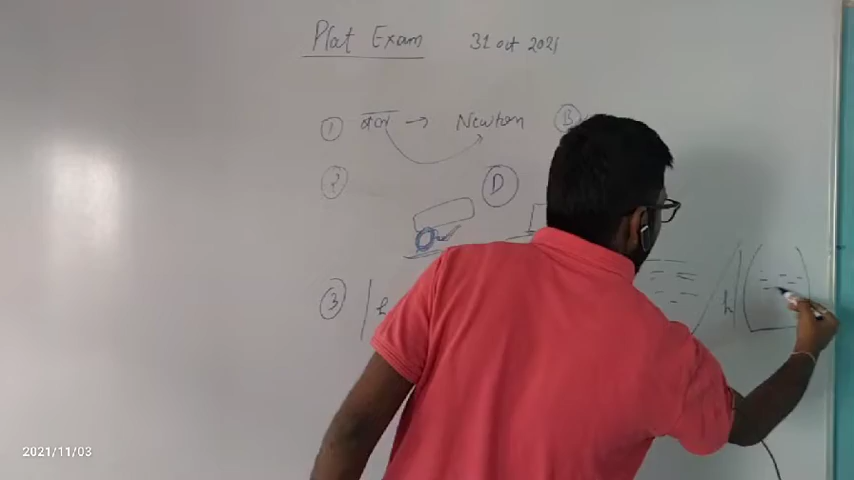 Plat Exam 31 oct 2021
① बल → Newton Ⓑ
② Ⓓ
③ h h
2021/11/03